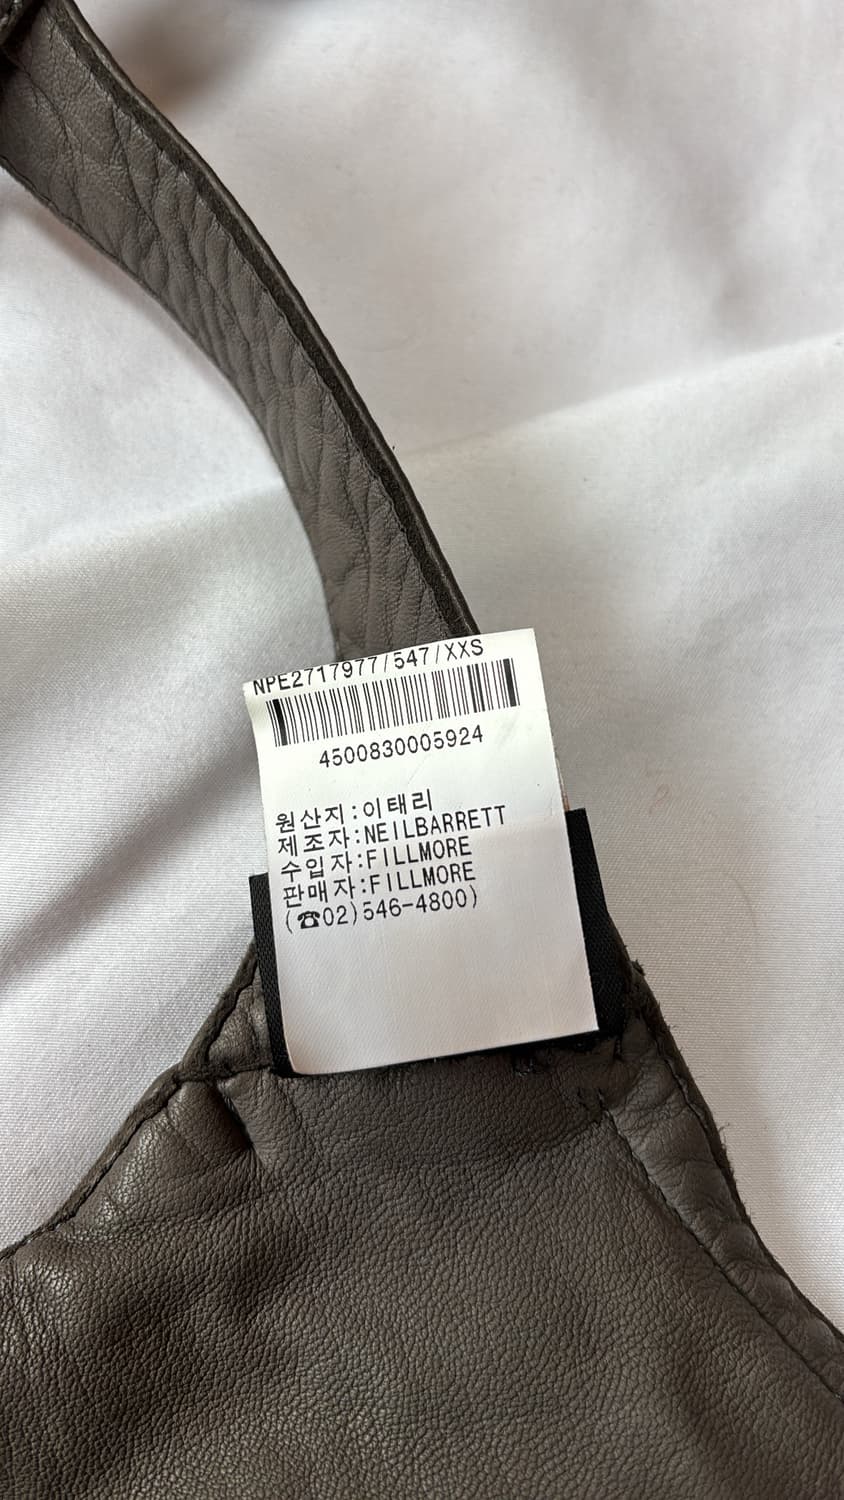 NPE2717977/547/XXS
4500830005924
원산지:이태리
제조자:NEILBARRETT
수입자:FILLMORE
판매자:FILLMORE
(☎02)546-4800)